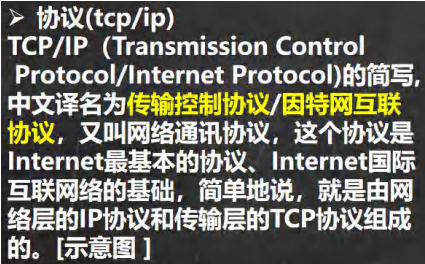 ➢ 协议(tcp/ip)
TCP/IP（Transmission Control
Protocol/Internet Protocol)的简写,
中文译名为传输控制协议/因特网互联
协议，又叫网络通讯协议，这个协议是
Internet最基本的协议、Internet国际
互联网络的基础，简单地说，就是由网
络层的IP协议和传输层的TCP协议组成
的。[示意图 ]